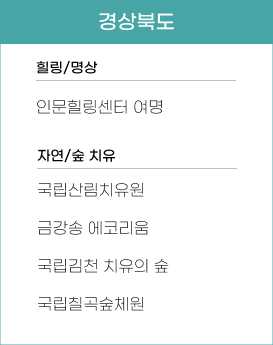 경상북도
힐링/명상
인문힐링센터 여명
자연/숲 치유
국립산림치유원
금강송 에코리움
국립김천 치유의 숲
국립칠곡숲체원